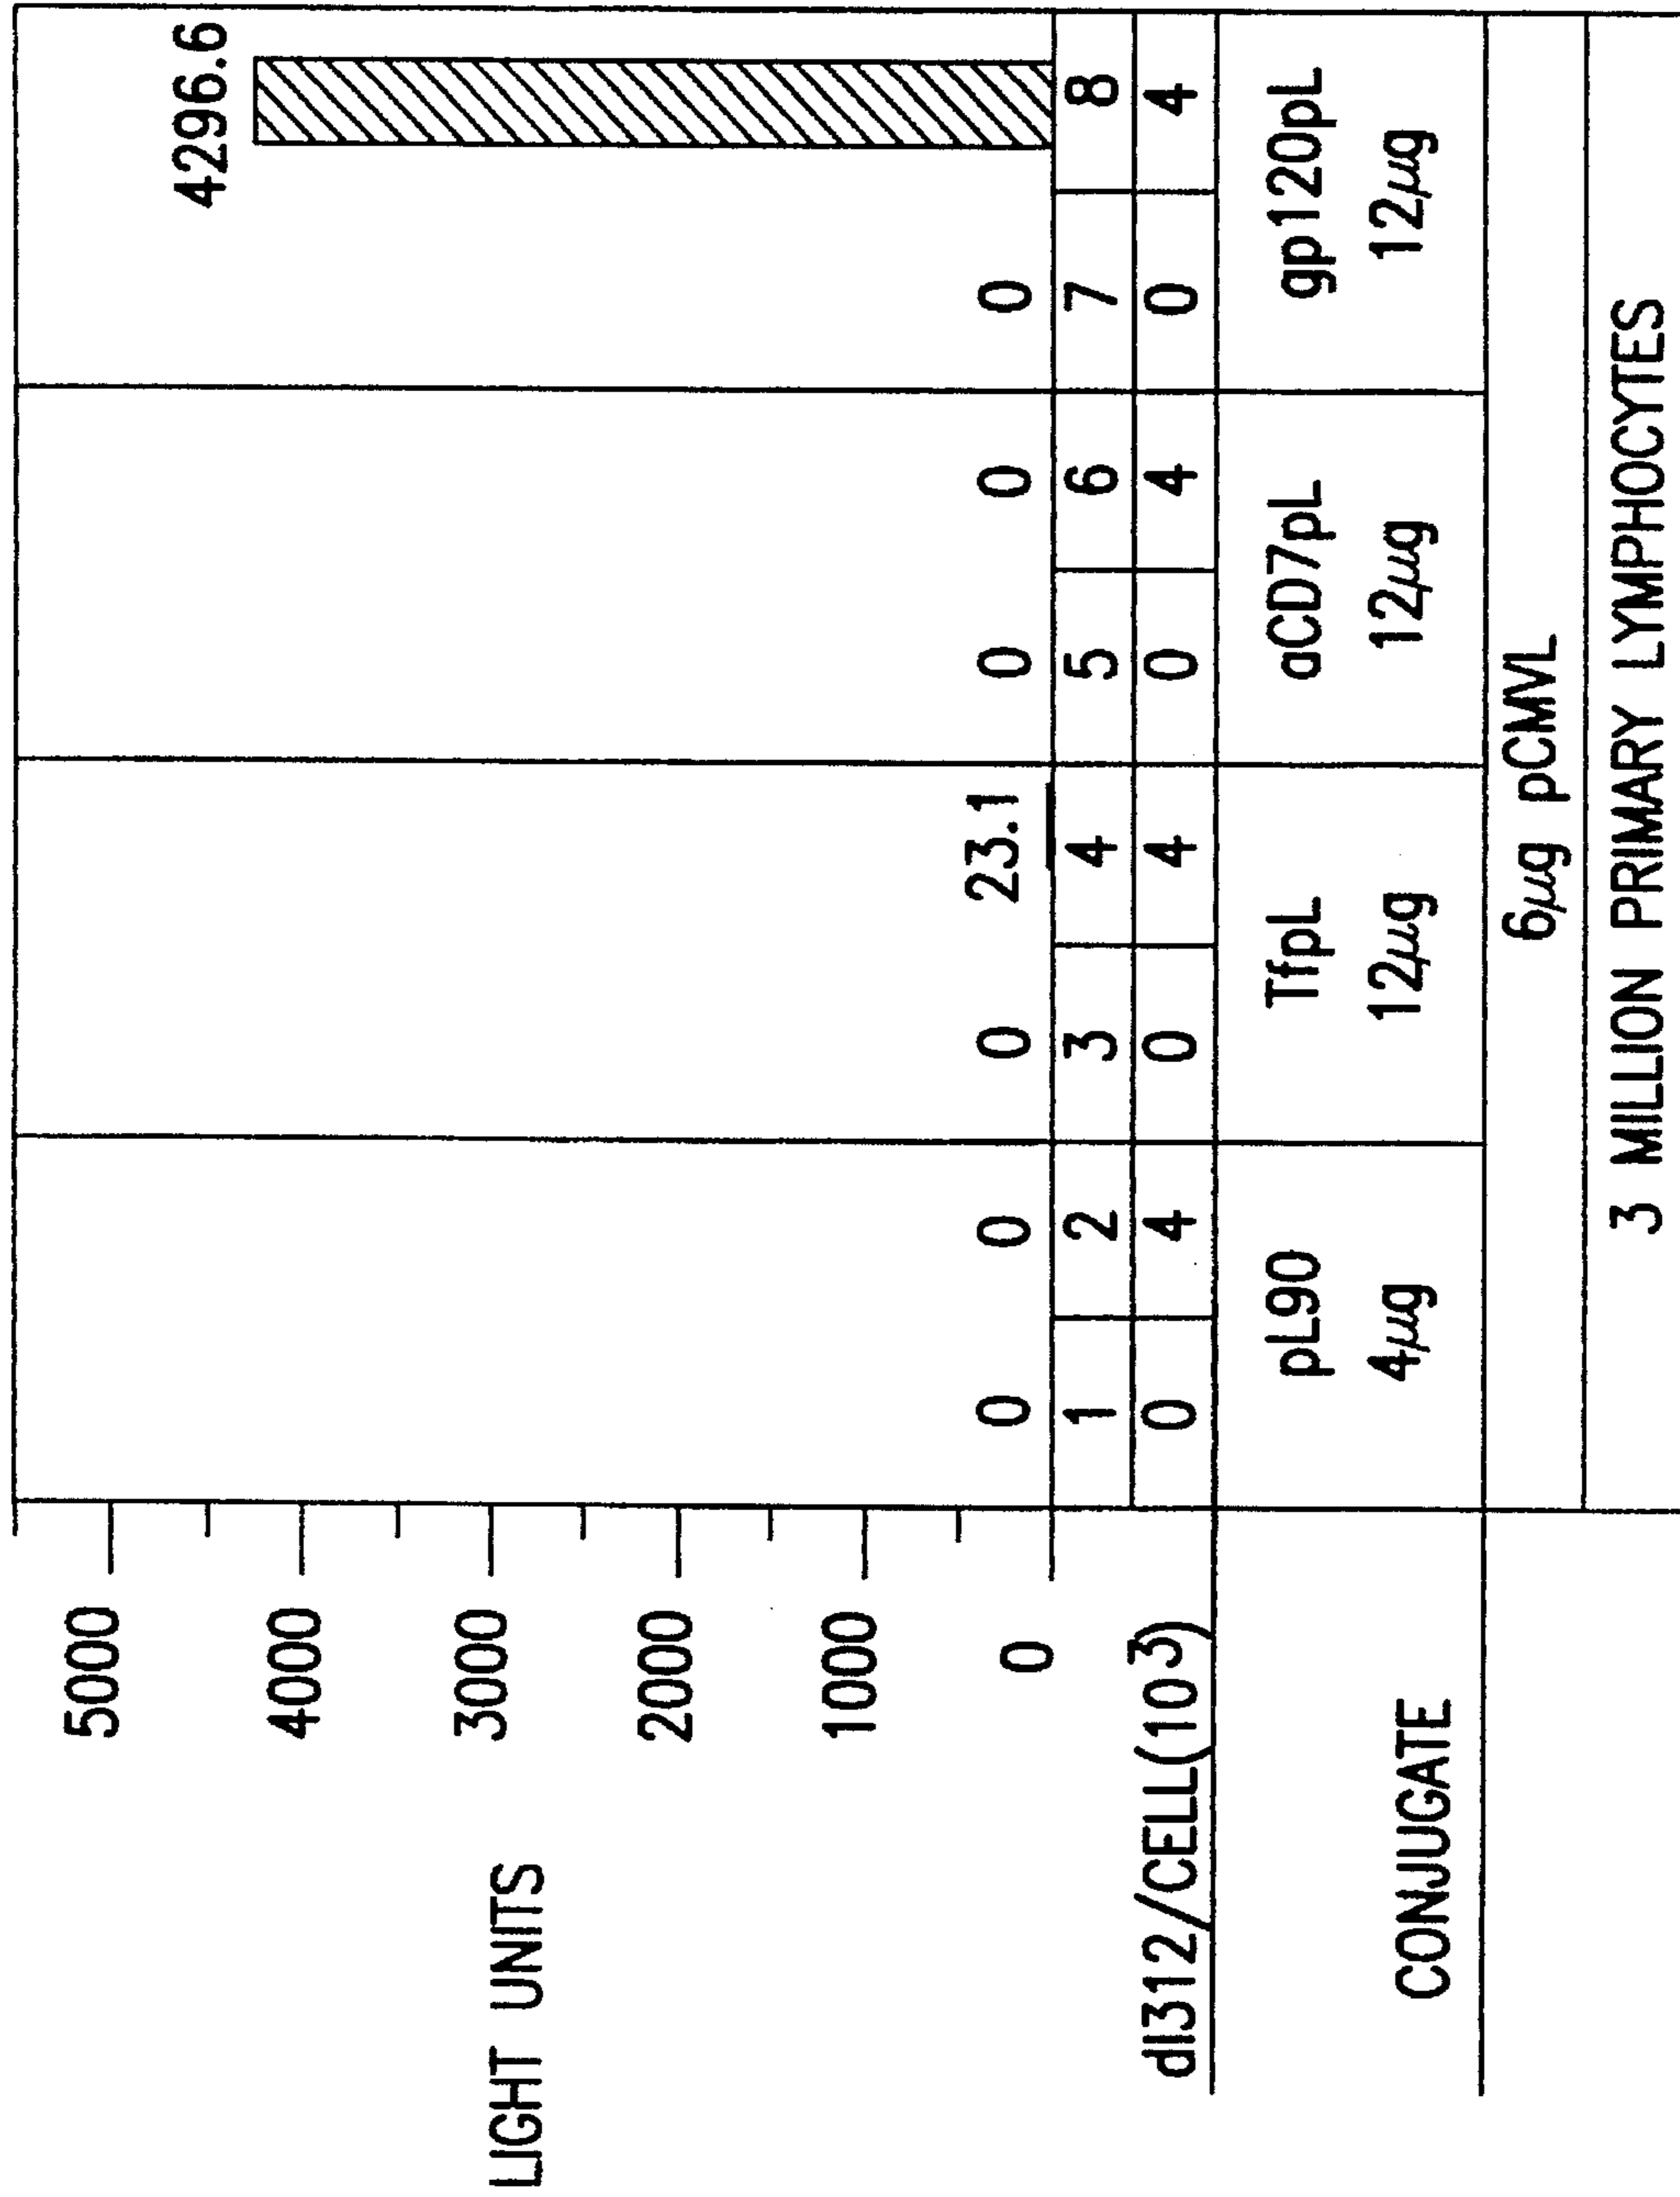 5000
4000
3000
2000
1000
0
LIGHT UNITS
0 0 0 23.1 0 0 0 4296.6
1 2 3 4 5 6 7 8
dl312/CELL(10³) 0 4 0 4 0 4 0 4
CONJUGATE pL90 TfpL aCD7pL gp120pL
4µg 12µg 12µg 12µg
6µg pCMVL
3 MILLION PRIMARY LYMPHOCYTES